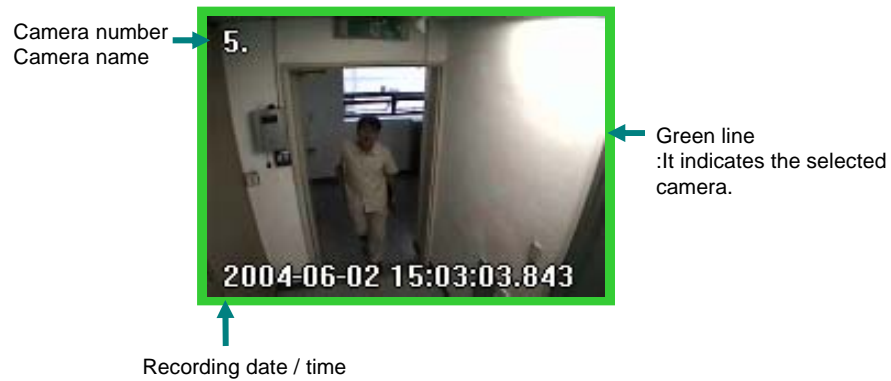 Camera number
Camera name
5.
Green line
:It indicates the selected
camera.
2004-06-02 15:03:03.843
Recording date / time